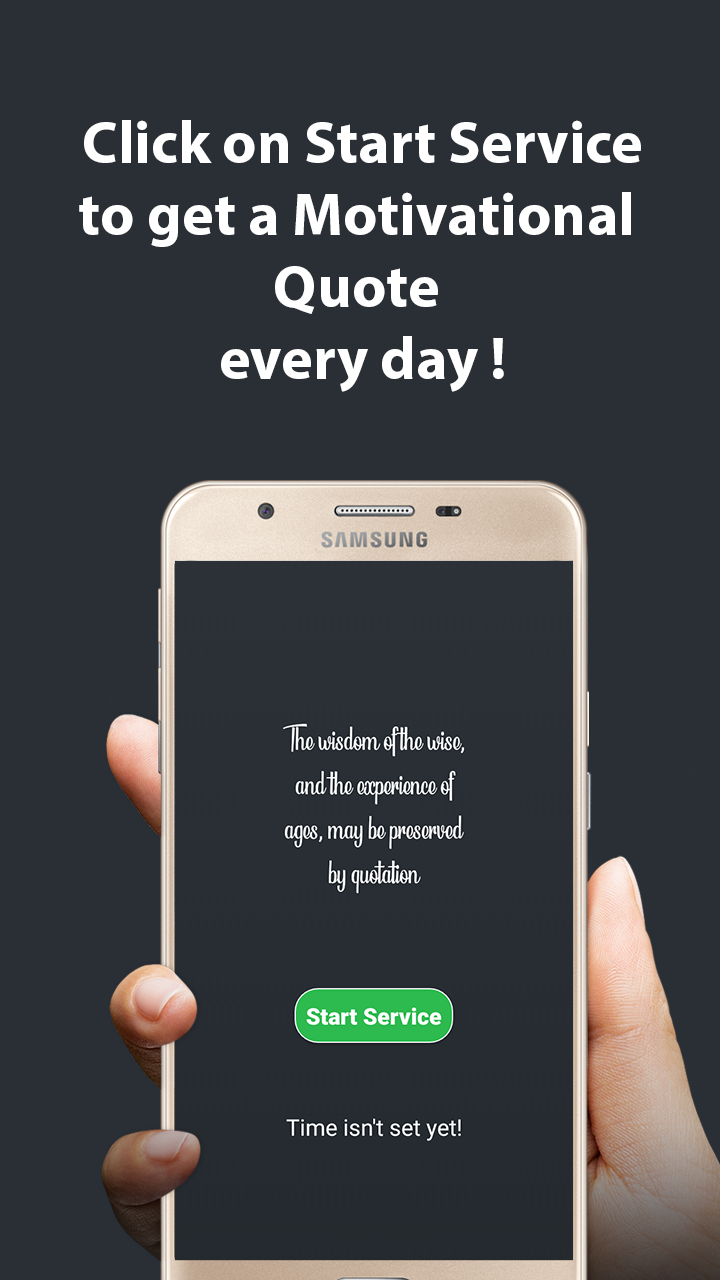 Click on Start Service
to get a Motivational
Quote
every day !
SAMSUNG
The wisdom of the wise,
and the experience of
ages, may be preserved
by quotation
Start Service
Time isn't set yet!